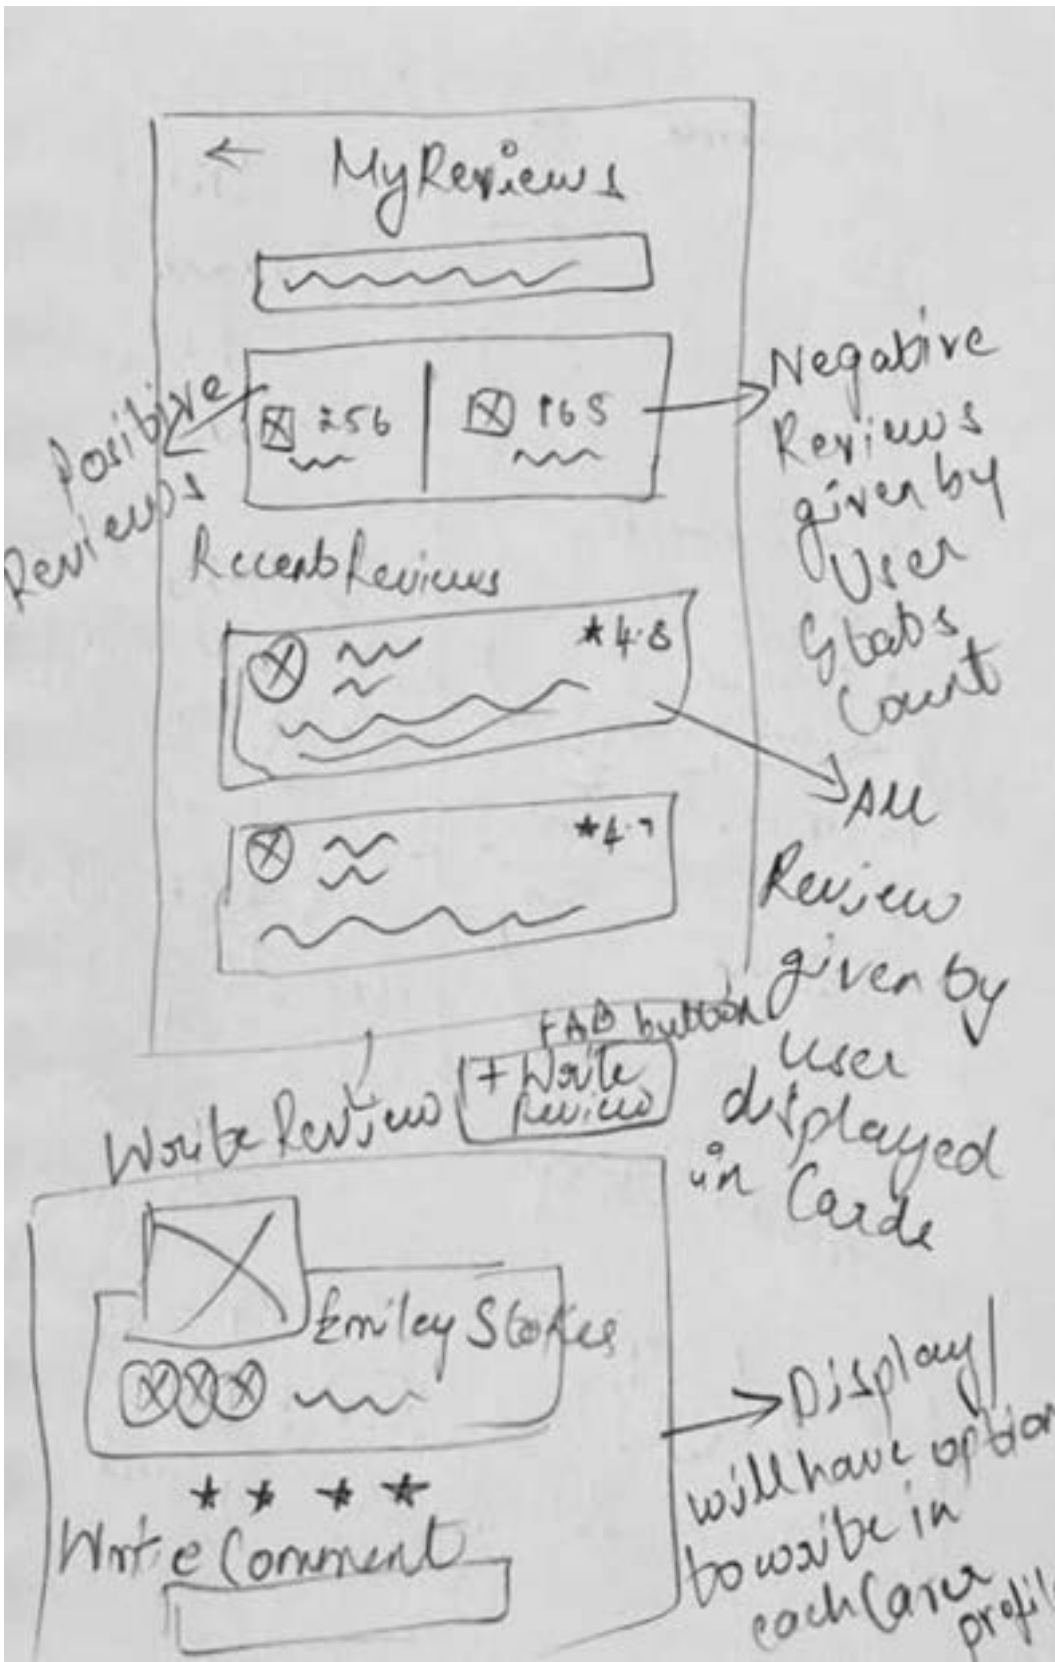 ← MyReviews
256
165
Positive
Reviews
Negative
Reviews
given by
User
Stats
Count
Recent Reviews
★4.8
★4.7
All
Review
given by
User
displayed
in Cards
FAB button
+ Write
Review
Write Review
Emiley Stokes
★ ★ ★ ★
Write Comment
Display
will have option
to write in
each Carer
profile